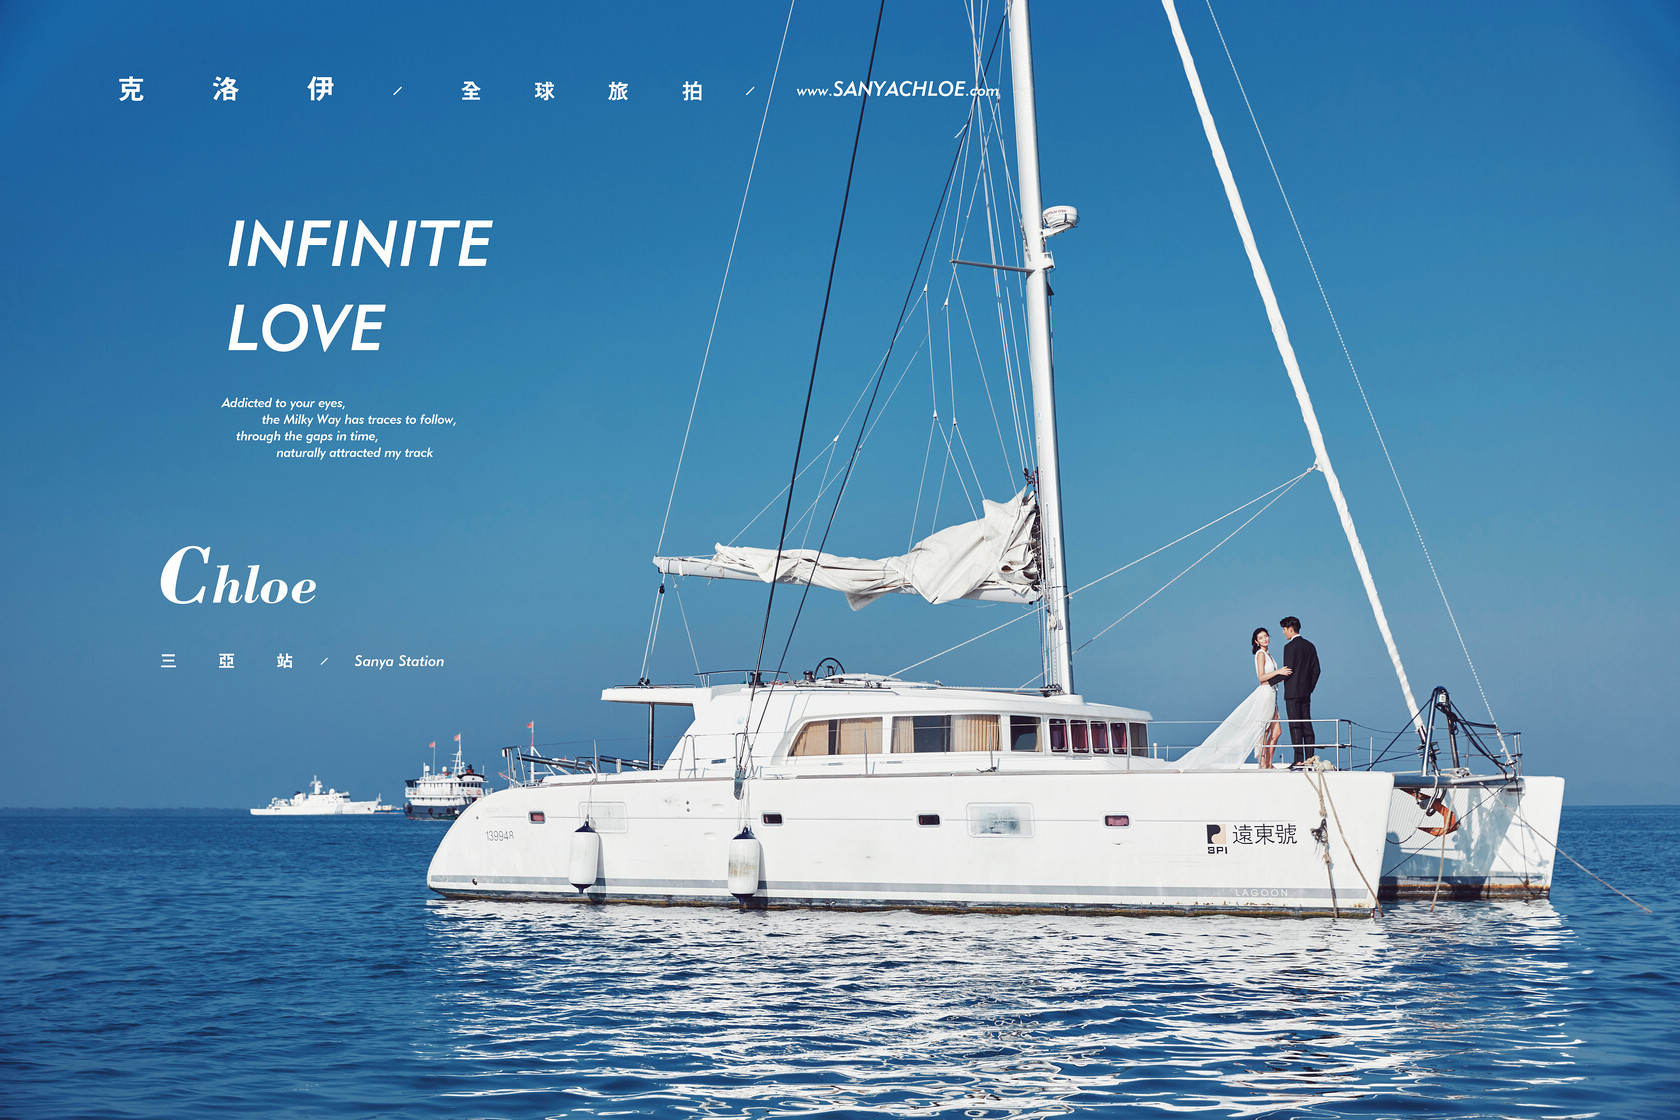 克洛伊 / 全球旅拍 / www.SANYACHLOE.com
INFINITE
LOVE
Addicted to your eyes,
the Milky Way has traces to follow,
through the gaps in time,
naturally attracted my track
Chloe
三亞站 / Sanya Station
139948
SPI 遠東號
LAGOON